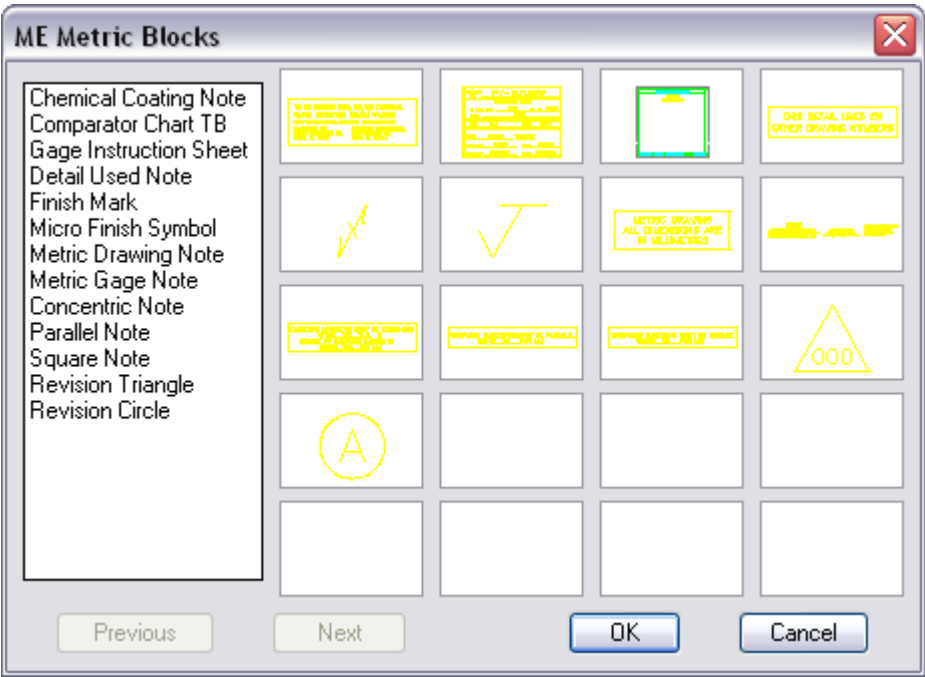 ME Metric Blocks
Chemical Coating Note
Comparator Chart TB
Gage Instruction Sheet
Detail Used Note
Finish Mark
Micro Finish Symbol
Metric Drawing Note
Metric Gage Note
Concentric Note
Parallel Note
Square Note
Revision Triangle
Revision Circle
THIS DETAIL USED ON
OTHER DRAWING NUMBERS
METRIC DRAWING
ALL DIMENSIONS ARE
IN MILLIMETERS
000
A
Previous
Next
OK
Cancel